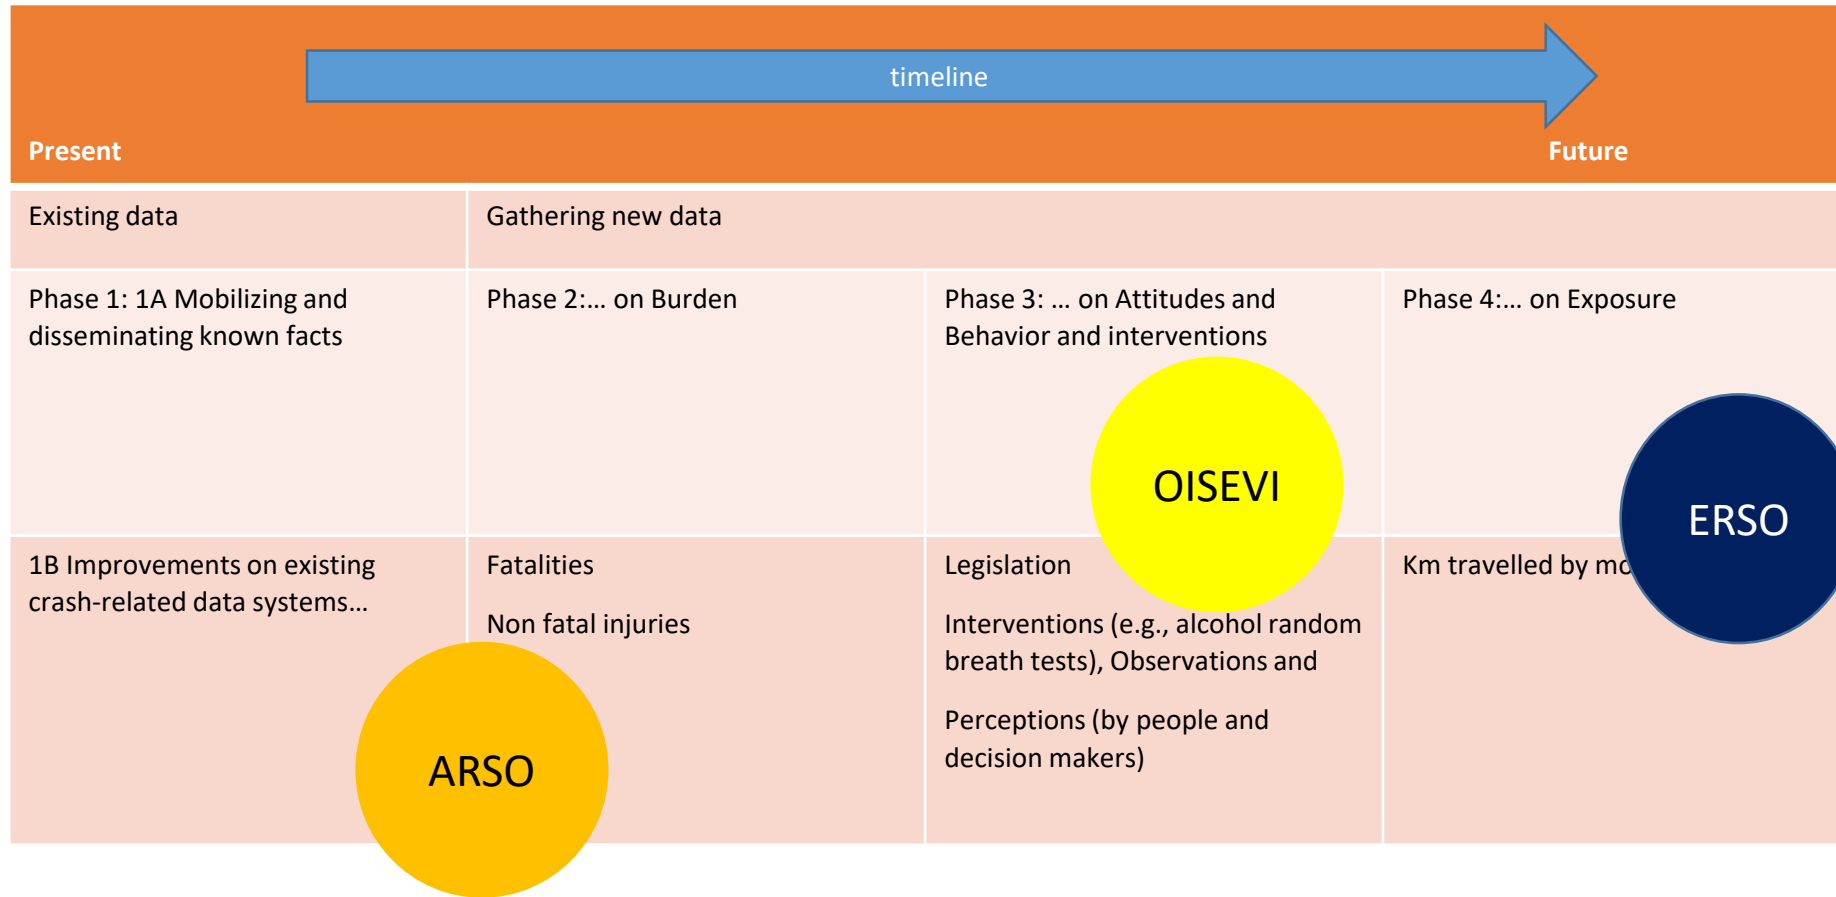 timeline
Present
Future
Existing data
Gathering new data
Phase 1: 1A Mobilizing and
disseminating known facts
Phase 2:... on Burden
Phase 3: ... on Attitudes and
Behavior and interventions
Phase 4:... on Exposure
OISEVI
ERSO
1B Improvements on existing
crash-related data systems...
Fatalities
Non fatal injuries
Legislation
Interventions (e.g., alcohol random
breath tests), Observations and
Perceptions (by people and
decision makers)
Km travelled by
ARSO